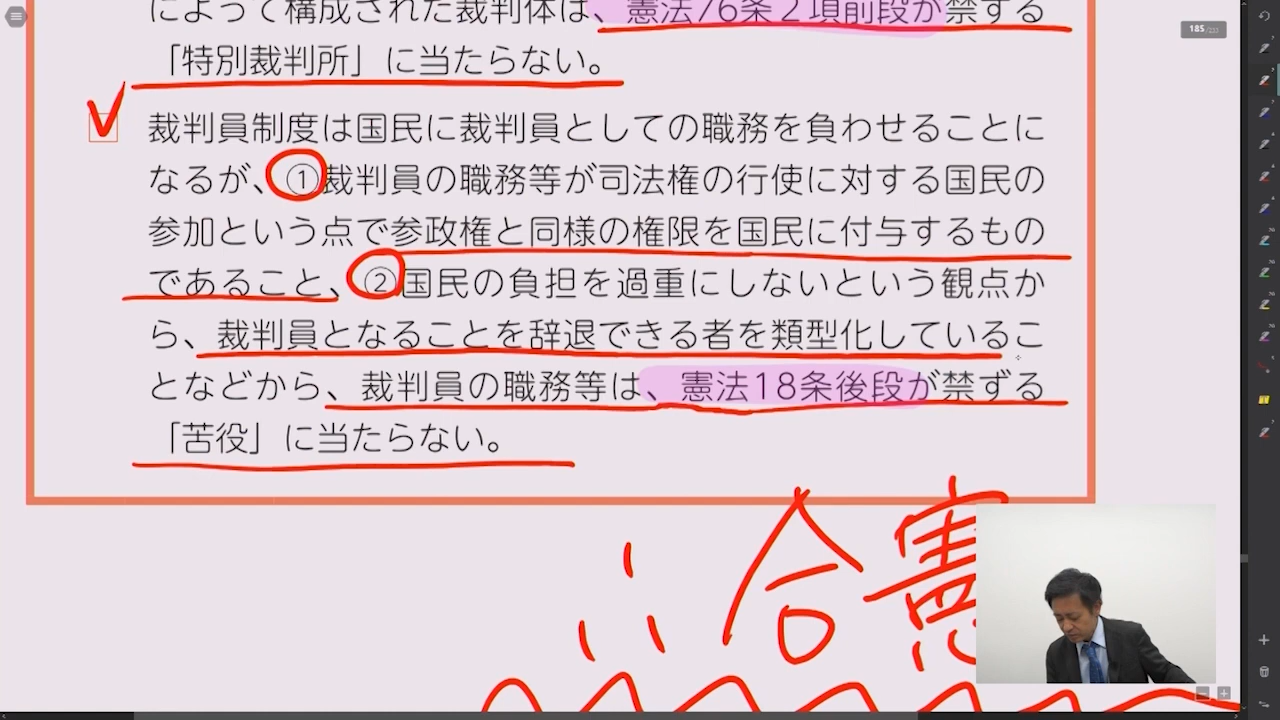 によって構成された裁判体は、憲法76条2項前段が禁する
「特別裁判所」に当たらない。
裁判員制度は国民に裁判員としての職務を負わせることに
なるが、①裁判員の職務等が司法権の行使に対する国民の
参加という点で参政権と同様の権限を国民に付与するもの
であること、②国民の負担を過重にしないという観点か
ら、裁判員となることを辞退できる者を類型化しているこ
となどから、裁判員の職務等は、憲法18条後段が禁ずる
「苦役」に当たらない。
∴合憲
185